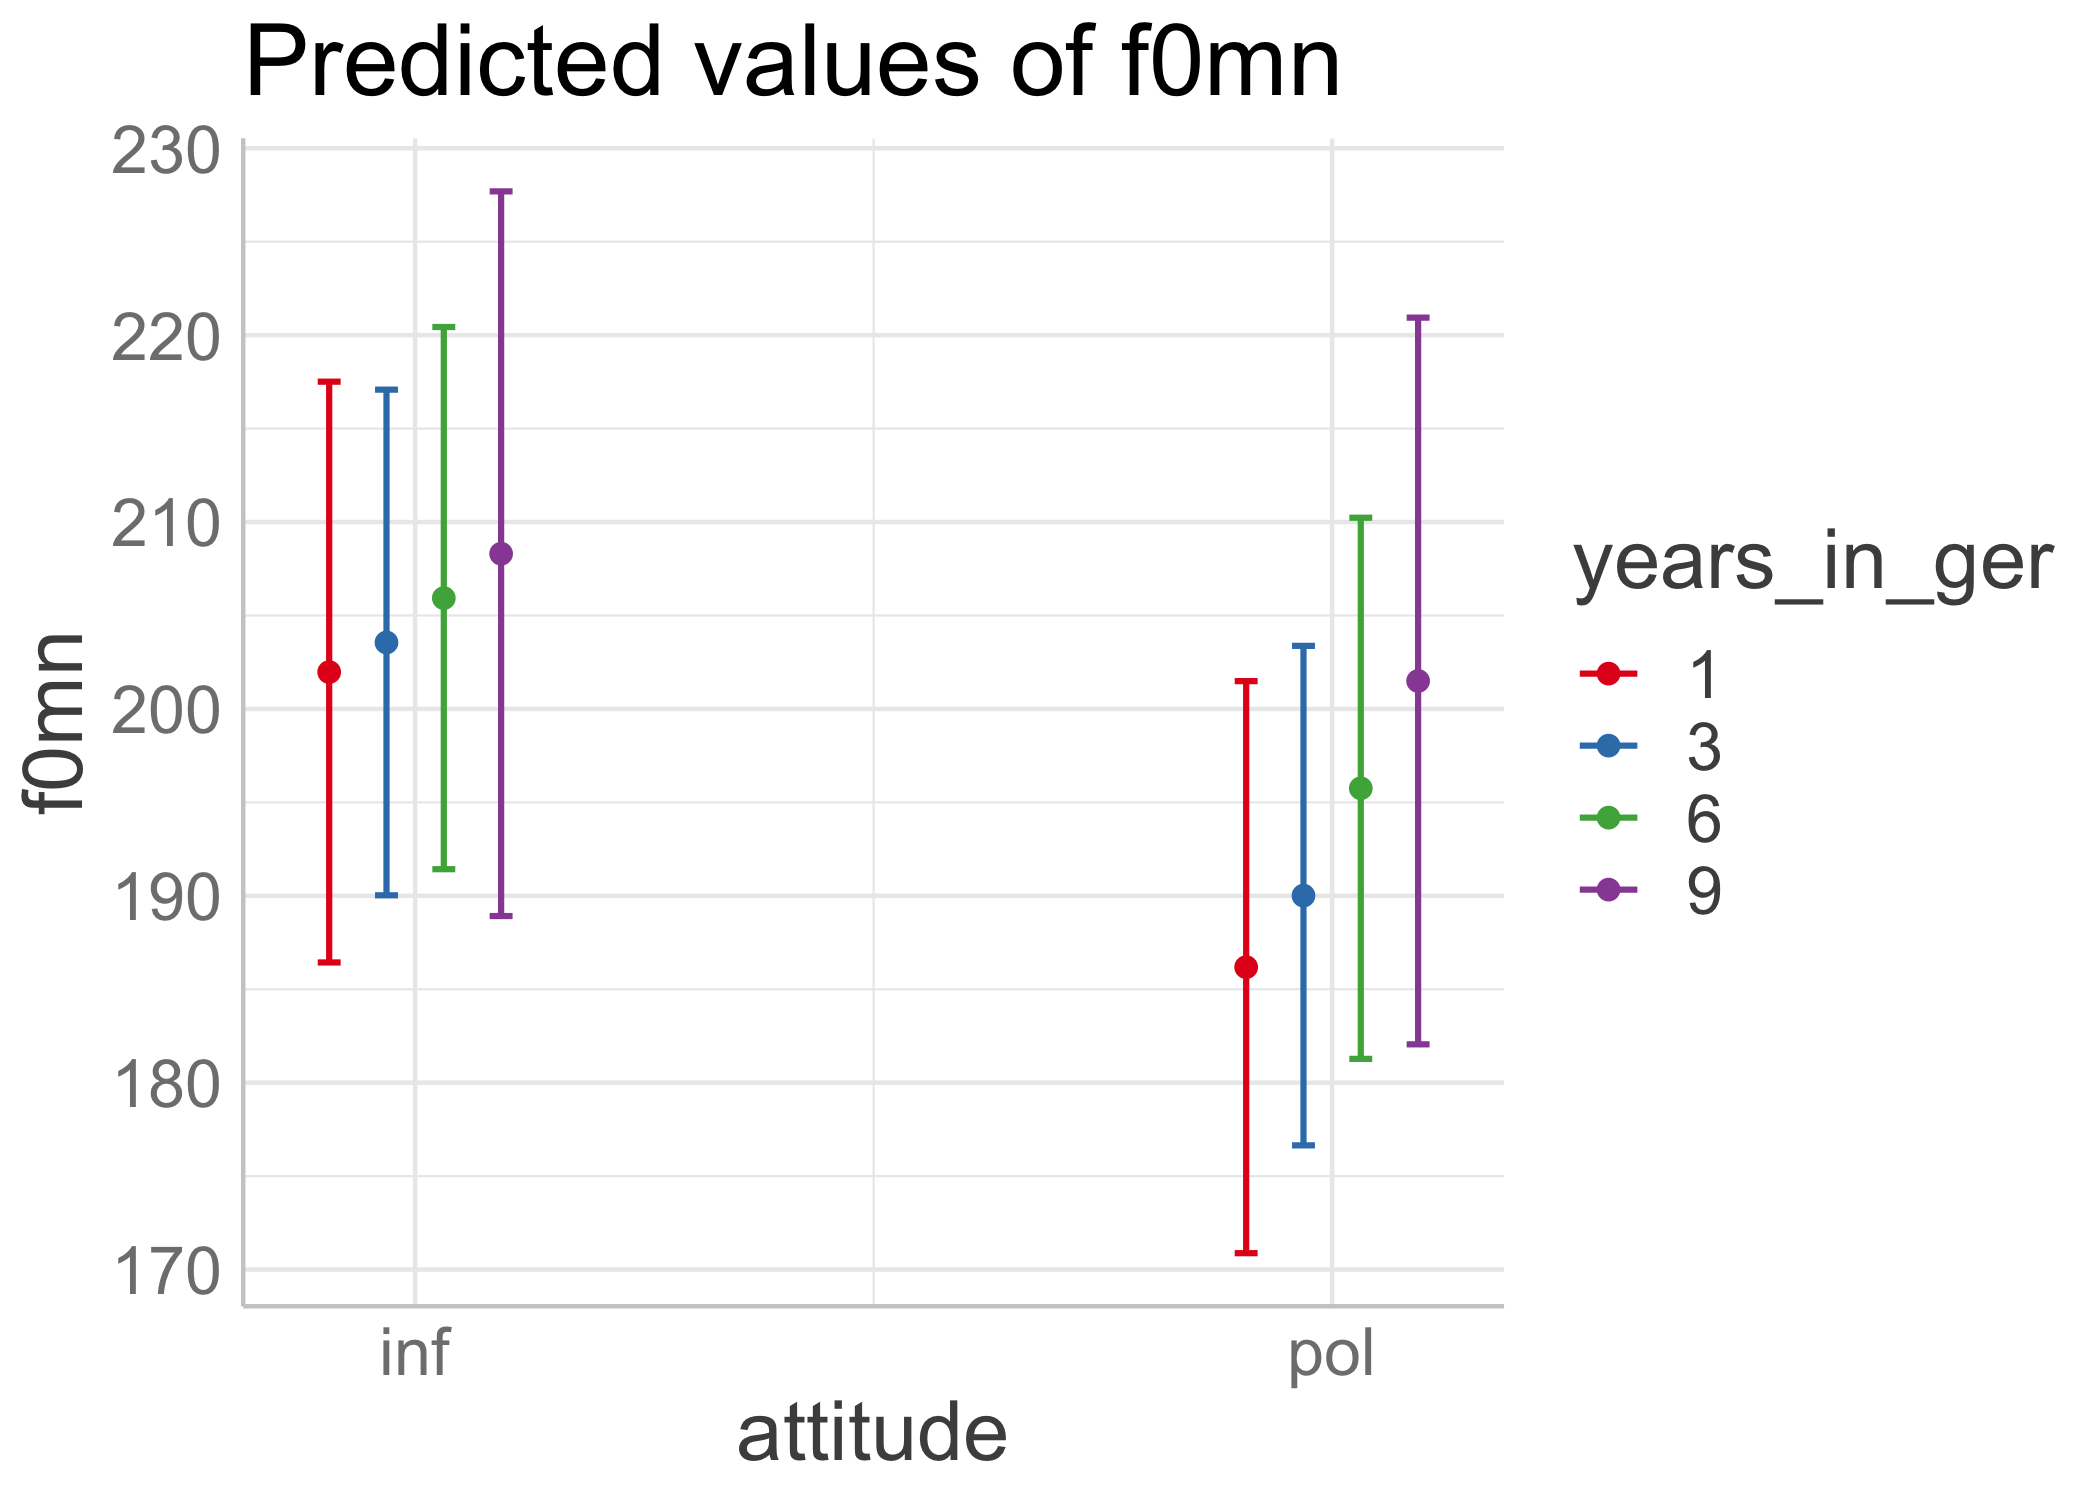 Predicted values of f0mn
230
220
210
200
190
180
170
f0mn
inf
pol
attitude
years_in_ger
1
3
6
9